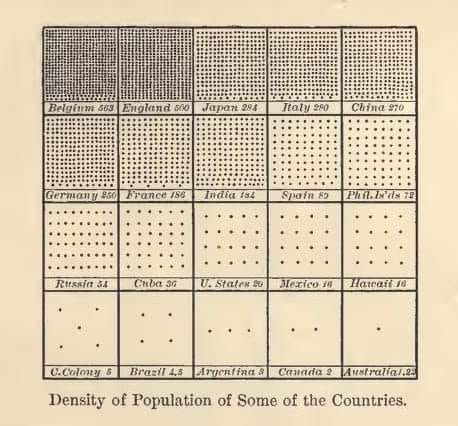 Belgium 563 England 500 Japan 284 Italy 280 China 270
Germany 250 France 186 India 184 Spain 89 Phil.Is'ds 72
Russia 54 Cuba 36 U. States 20 Mexico 16 Hawaii 16
C.Colony 5 Brazil 4.5 Argentina 3 Canada 2 Australia 1.23
Density of Population of Some of the Countries.